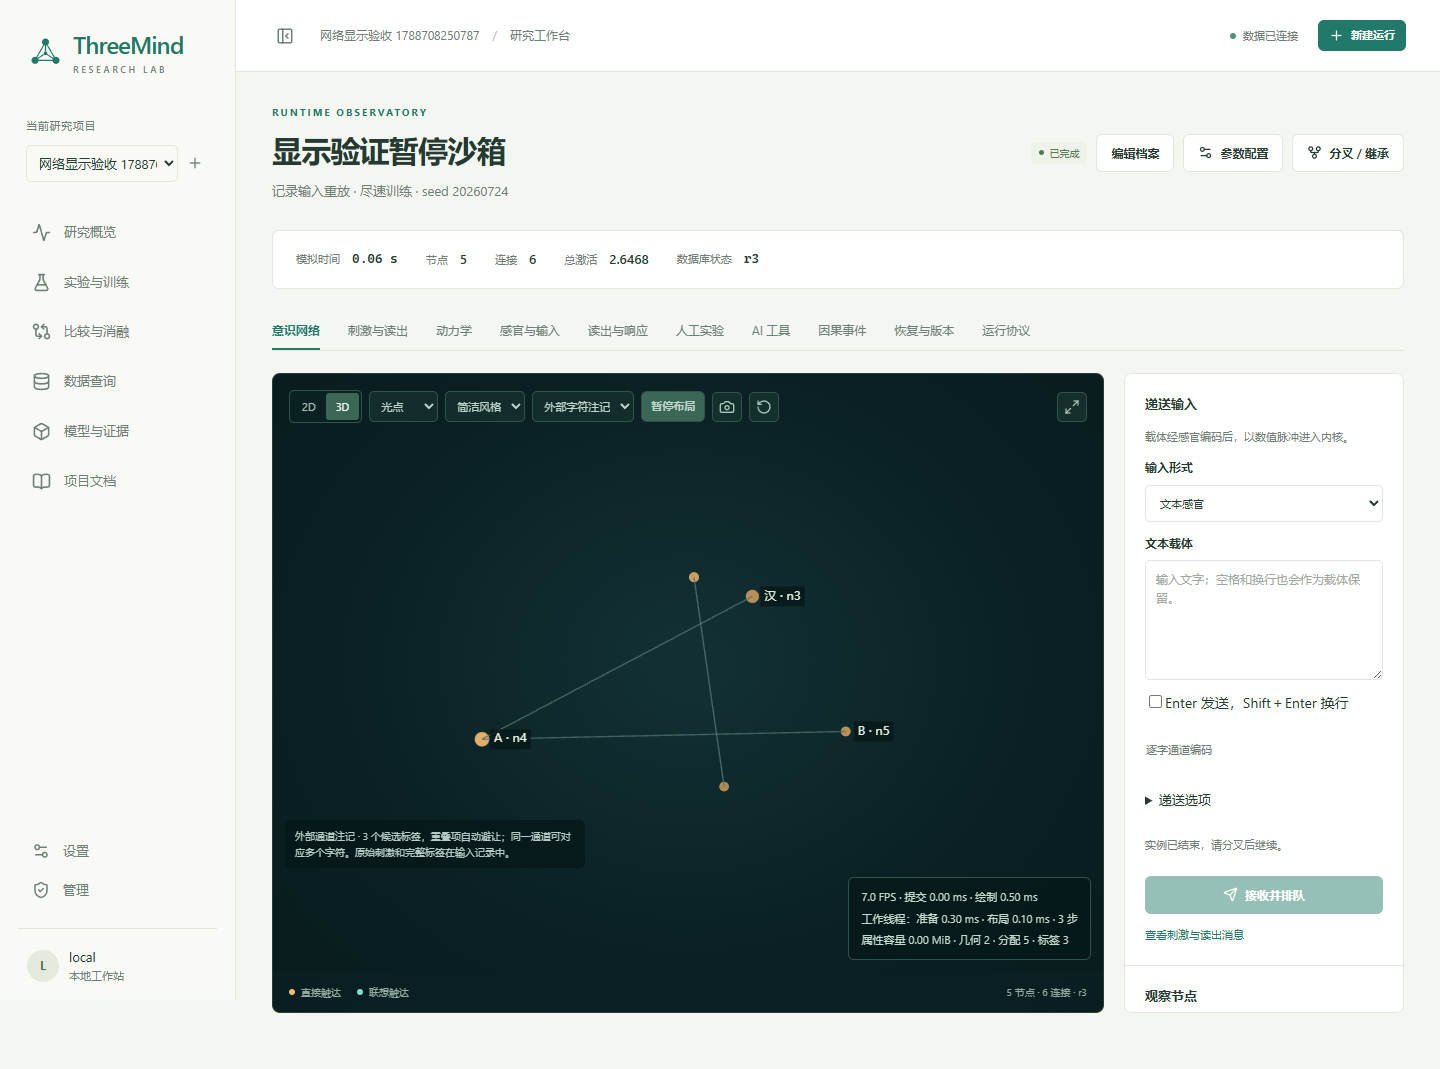 ThreeMind
RESEARCH LAB
当前研究项目
网络显示验收 17887
研究概览
实验与训练
比较与消融
数据查询
模型与证据
项目文档
设置
管理
L
local
本地工作站
网络显示验收 1788708250787 / 研究工作台
数据已连接
新建运行
RUNTIME OBSERVATORY
显示验证暂停沙箱
记录输入重放 · 尽速训练 · seed 20260724
已完成
编辑档案
参数配置
分叉 / 继承
模拟时间 0.06 s 节点 5 连接 6 总激活 2.6468 数据库状态 r3
意识网络 刺激与读出 动力学 感官与输入 读出与响应 人工实验 AI 工具 因果事件 恢复与版本 运行协议
2D 3D 光点 简洁风格 外部字符注记 暂停布局
汉 · n3
A · n4
B · n5
外部通道注记 · 3 个候选标签，重叠项自动避让；同一通道可对
应多个字符。原始刺激和完整标签在输入记录中。
7.0 FPS · 提交 0.00 ms · 绘制 0.50 ms
工作线程：准备 0.30 ms · 布局 0.10 ms · 3 步
属性容量 0.00 MiB · 几何 2 · 分配 5 · 标签 3
直接触达 联想触达
5 节点 · 6 连接 · r3
递送输入
载体经感官编码后，以数值脉冲进入内核。
输入形式
文本感官
文本载体
输入文字；空格和换行也会作为载体保
留。
Enter 发送，Shift + Enter 换行
逐字通道编码
递送选项
实例已结束，请分叉后继续。
接收并排队
查看刺激与读出消息
观察节点